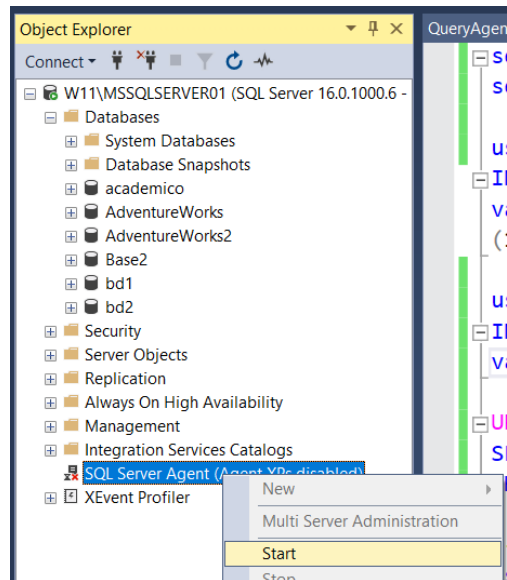 Object Explorer
QueryAgen
Connect
W11\MSSQLSERVER01 (SQL Server 16.0.1000.6 -
Databases
System Databases
Database Snapshots
academico
AdventureWorks
AdventureWorks2
Base2
bd1
bd2
Security
Server Objects
Replication
Always On High Availability
Management
Integration Services Catalogs
SQL Server Agent (Agent XPs disabled)
XEvent Profiler
New
Multi Server Administration
Start
Stop